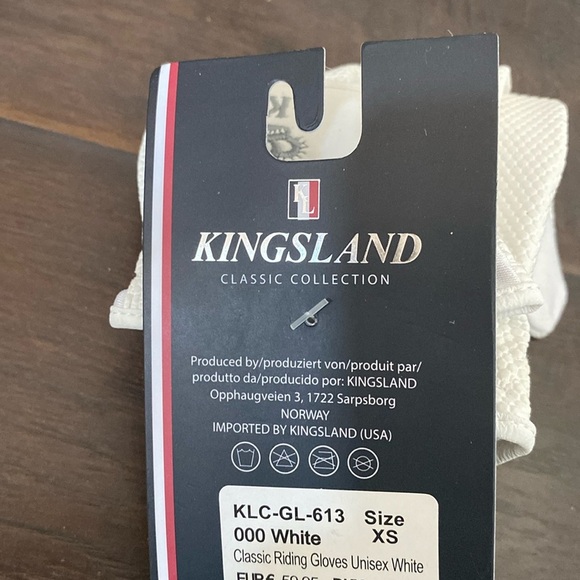 KL
KINGSLAND
CLASSIC COLLECTION
Produced by/produziert von/produit par/
produtto da/producido por: KINGSLAND
Opphaugveien 3, 1722 Sarpsborg
NORWAY
IMPORTED BY KINGSLAND (USA)
KLC-GL-613 Size
000 White XS
Classic Riding Gloves Unisex White
EUR€